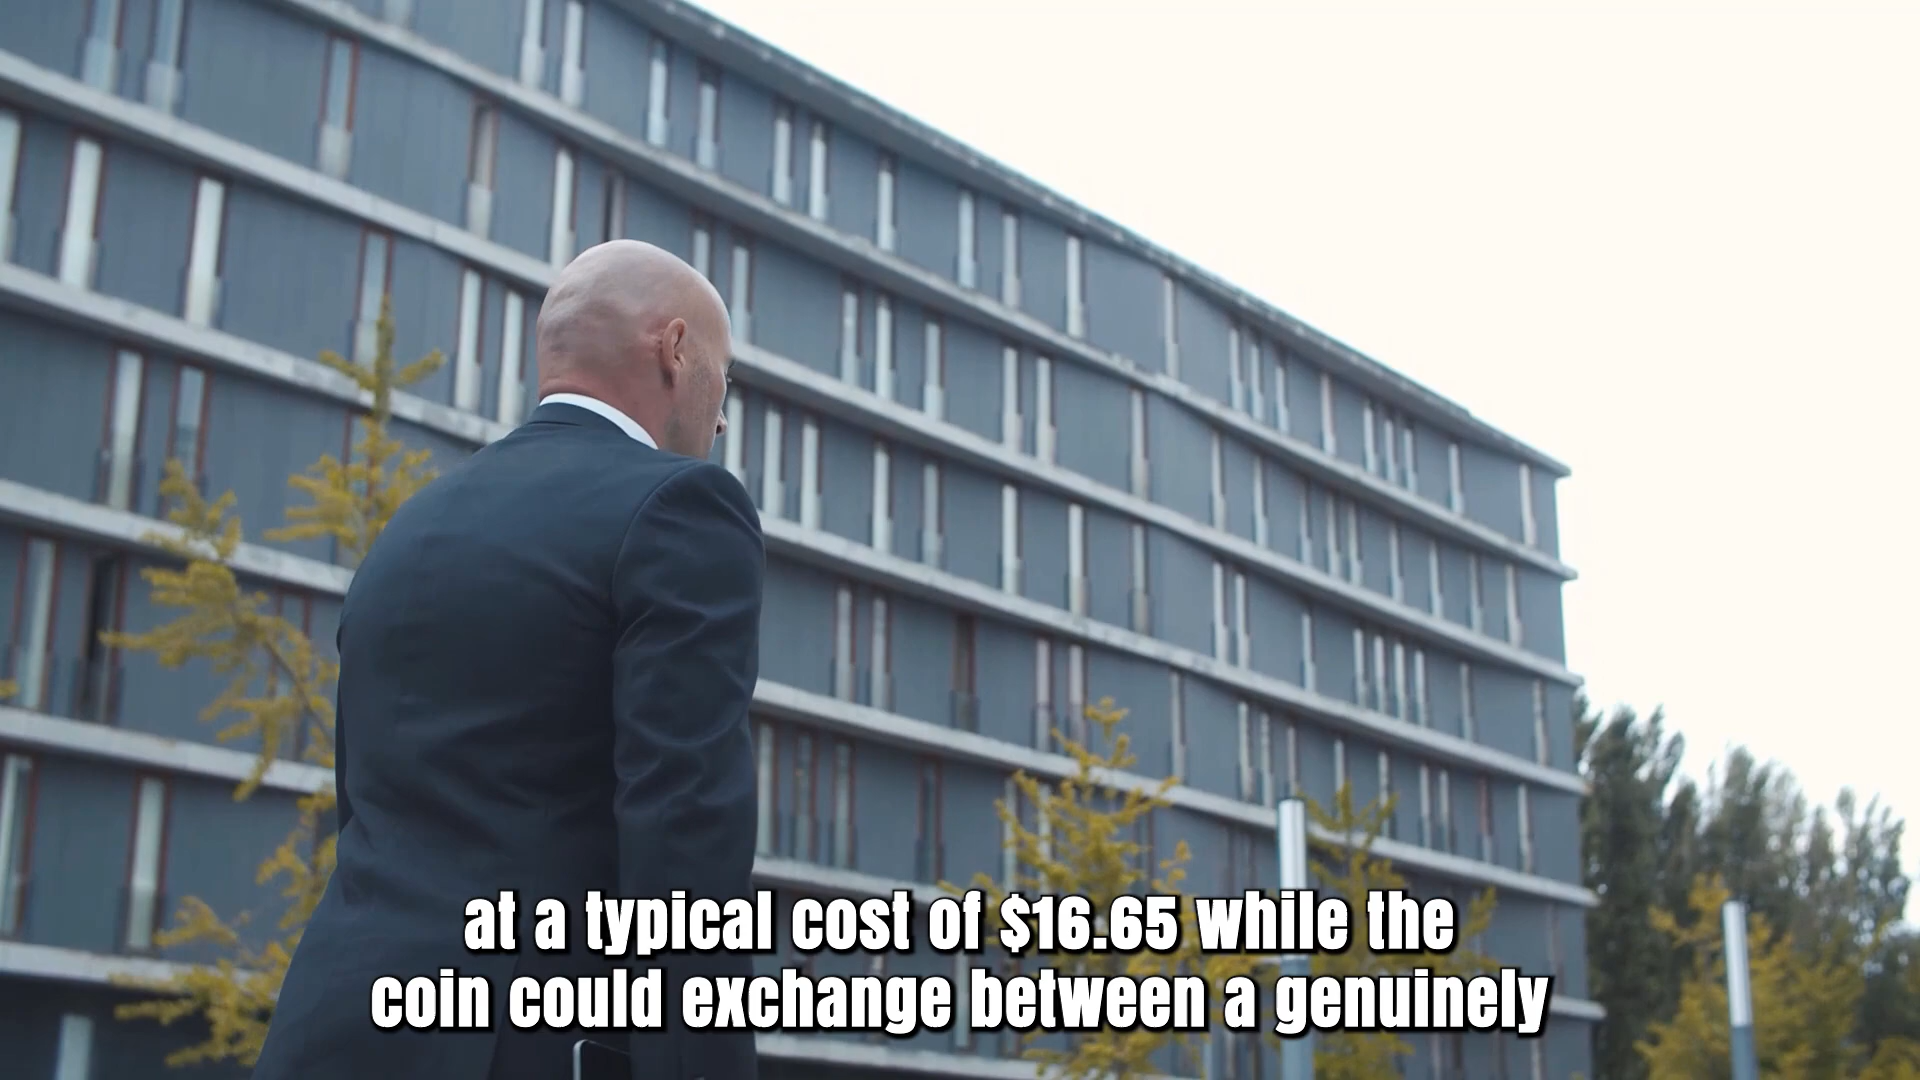 at a typical cost of $16.65 while the
coin could exchange between a genuinely